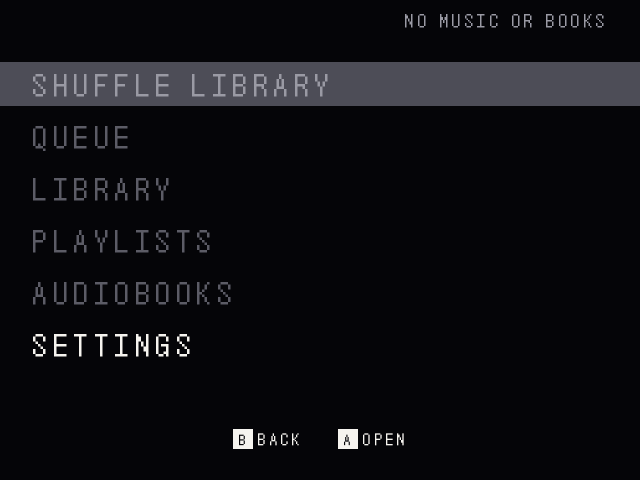 NO MUSIC OR BOOKS
SHUFFLE LIBRARY
QUEUE
LIBRARY
PLAYLISTS
AUDIOBOOKS
SETTINGS
B BACK A OPEN